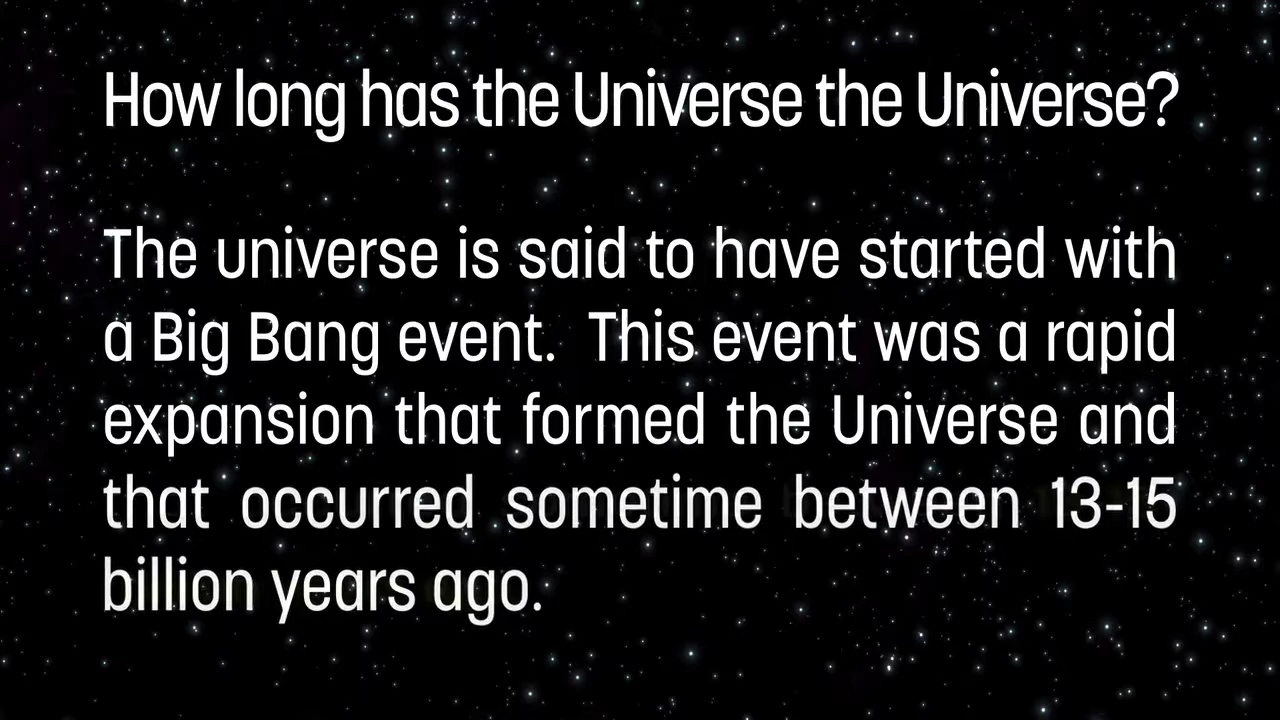 How long has the Universe the Universe?
The universe is said to have started with
a Big Bang event.  This event was a rapid
expansion that formed the Universe and
that occurred sometime between 13-15
billion years ago.